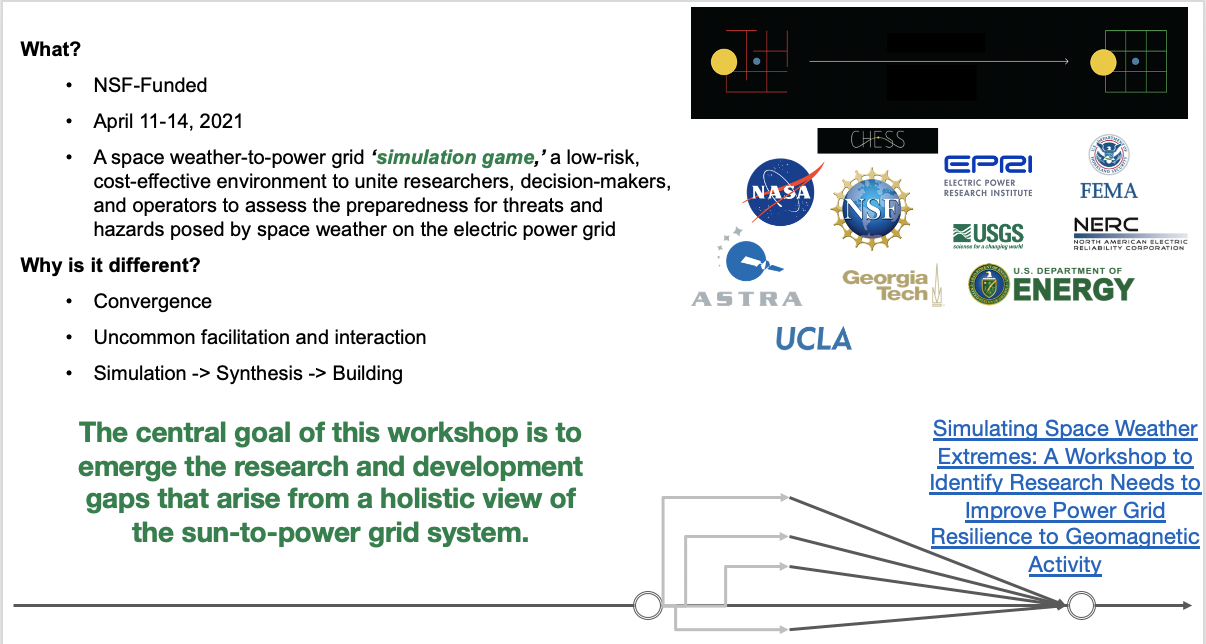 What?
• NSF-Funded
• April 11-14, 2021
• A space weather-to-power grid ‘simulation game,’ a low-risk,
cost-effective environment to unite researchers, decision-makers,
and operators to assess the preparedness for threats and
hazards posed by space weather on the electric power grid
Why is it different?
• Convergence
• Uncommon facilitation and interaction
• Simulation -> Synthesis -> Building
The central goal of this workshop is to
emerge the research and development
gaps that arise from a holistic view of
the sun-to-power grid system.
CHESS
NASA
NSF
EPRI
ELECTRIC POWER
RESEARCH INSTITUTE
FEMA
USGS
science for a changing world
NERC
NORTH AMERICAN ELECTRIC
RELIABILITY CORPORATION
ASTRA
Georgia
Tech
U.S. DEPARTMENT OF
ENERGY
UCLA
Simulating Space Weather
Extremes: A Workshop to
Identify Research Needs to
Improve Power Grid
Resilience to Geomagnetic
Activity